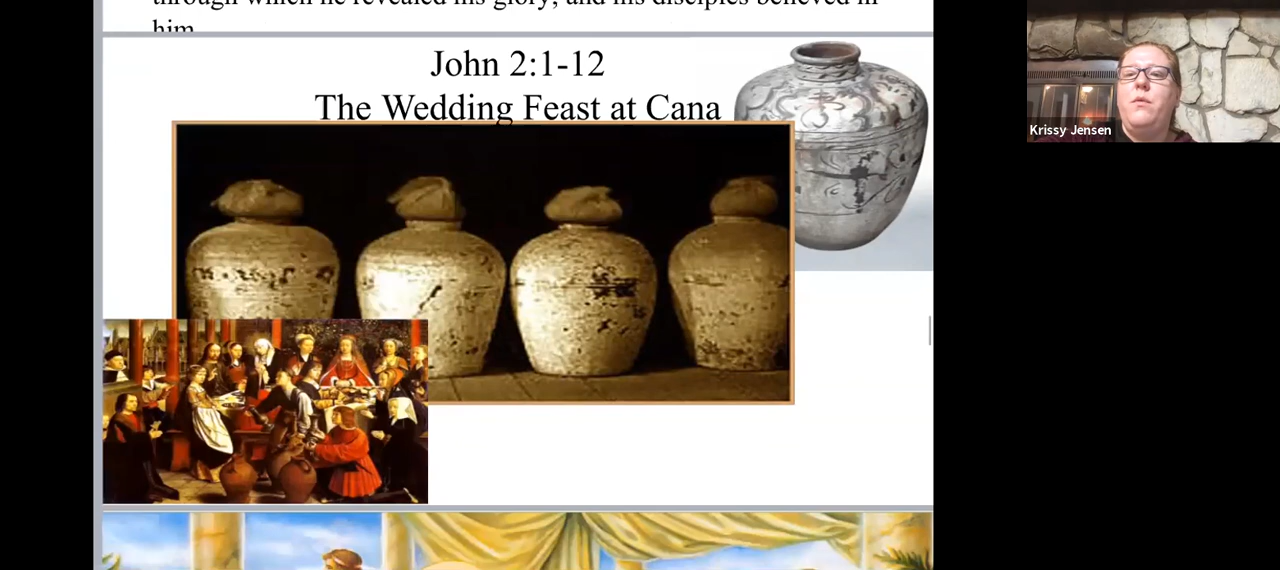 through which he revealed his glory; and his disciples believed in
him
John 2:1-12
The Wedding Feast at Cana
Krissy Jensen